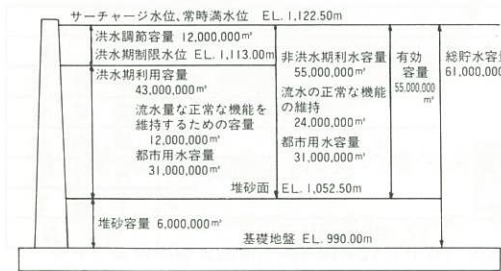 サーチャージ水位、常時満水位 EL. 1,122.50m
洪水調節容量 12,000,000㎥
洪水期制限水位 EL. 1,113.00m
洪水期利用容量
43,000,000㎥
流水量な正常な機能を
維持するための容量
12,000,000㎥
都市用水容量
31,000,000㎥
非洪水期利水容量
55,000,000㎥
流水の正常な機能
の維持
24,000,000㎥
都市用水容量
31,000,000㎥
有効
容量
55,000,000
㎥
総貯水容量
61,000,000
堆砂面 EL. 1,052.50m
堆砂容量 6,000,000㎥
基礎地盤 EL. 990.00m